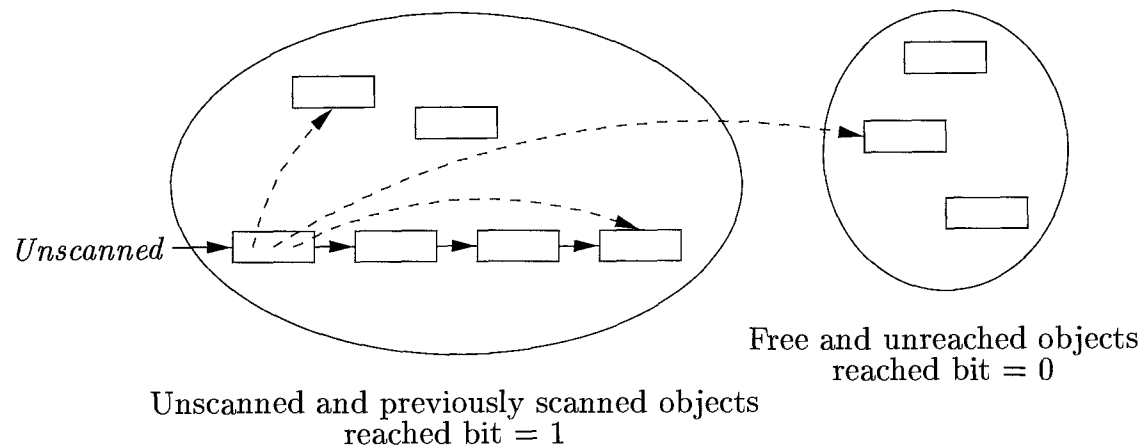 Unscanned
Free and unreached objects
reached bit = 0
Unscanned and previously scanned objects
reached bit = 1